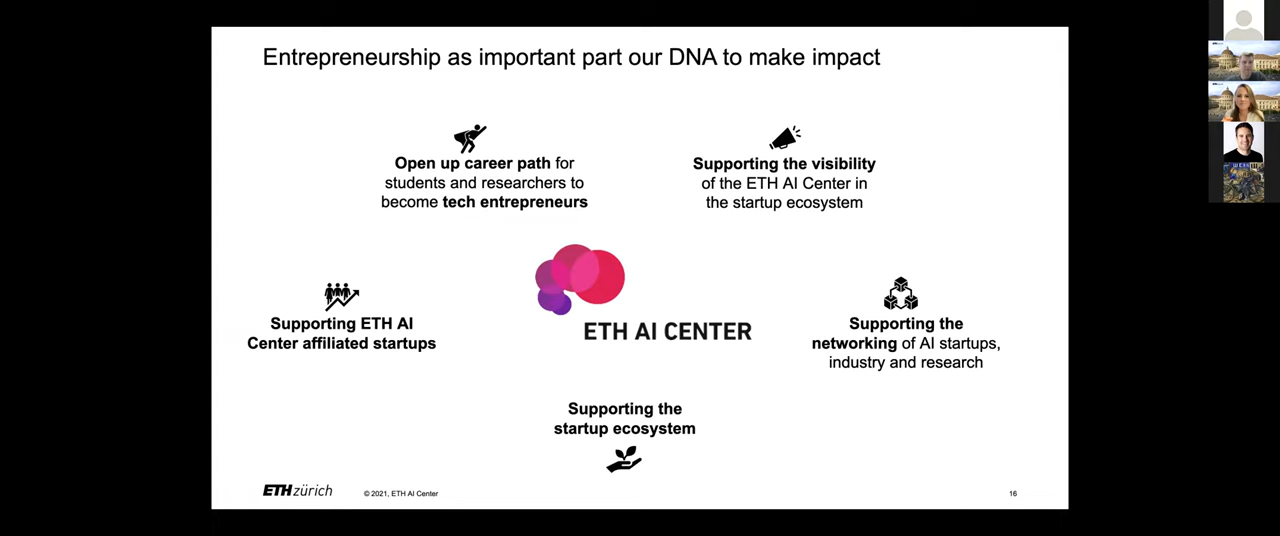 Entrepreneurship as important part our DNA to make impact
Open up career path for
students and researchers to
become tech entrepreneurs
Supporting the visibility
of the ETH AI Center in
the startup ecosystem
Supporting ETH AI
Center affiliated startups
ETH AI CENTER
Supporting the
networking of AI startups,
industry and research
Supporting the
startup ecosystem
ETH zürich
© 2021, ETH AI Center
16